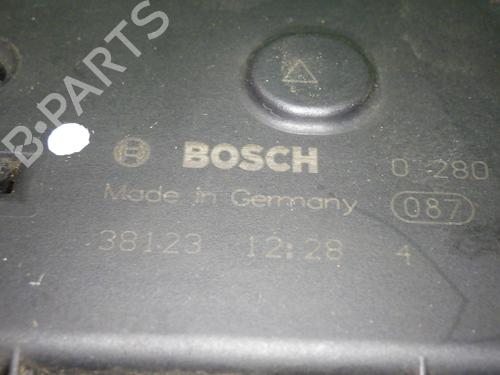 B-PARTS
BOSCH 0 280
Made in Germany 087
38123 12:28 4